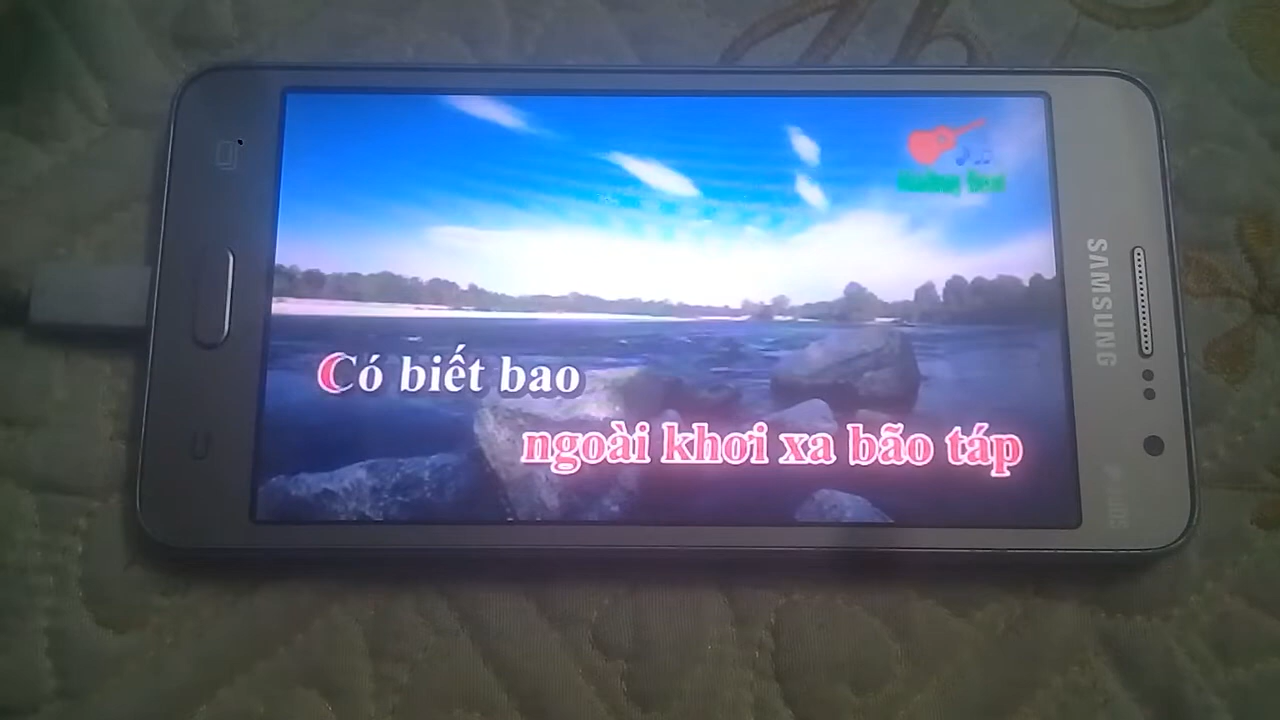 Có biết bao
ngoài khơi xa bão táp
SAMSUNG